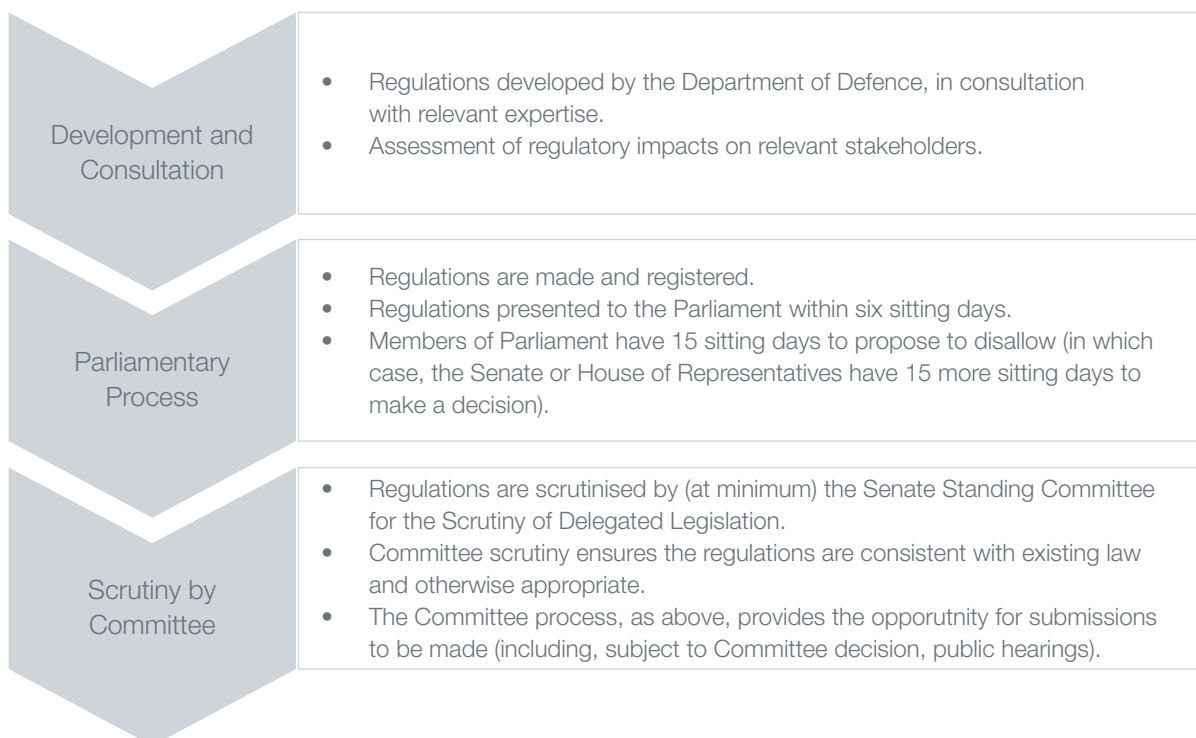 Development and
Consultation
• Regulations developed by the Department of Defence, in consultation
with relevant expertise.
• Assessment of regulatory impacts on relevant stakeholders.
Parliamentary
Process
• Regulations are made and registered.
• Regulations presented to the Parliament within six sitting days.
• Members of Parliament have 15 sitting days to propose to disallow (in which
case, the Senate or House of Representatives have 15 more sitting days to
make a decision).
Scrutiny by
Committee
• Regulations are scrutinised by (at minimum) the Senate Standing Committee
for the Scrutiny of Delegated Legislation.
• Committee scrutiny ensures the regulations are consistent with existing law
and otherwise appropriate.
• The Committee process, as above, provides the opporutnity for submissions
to be made (including, subject to Committee decision, public hearings).